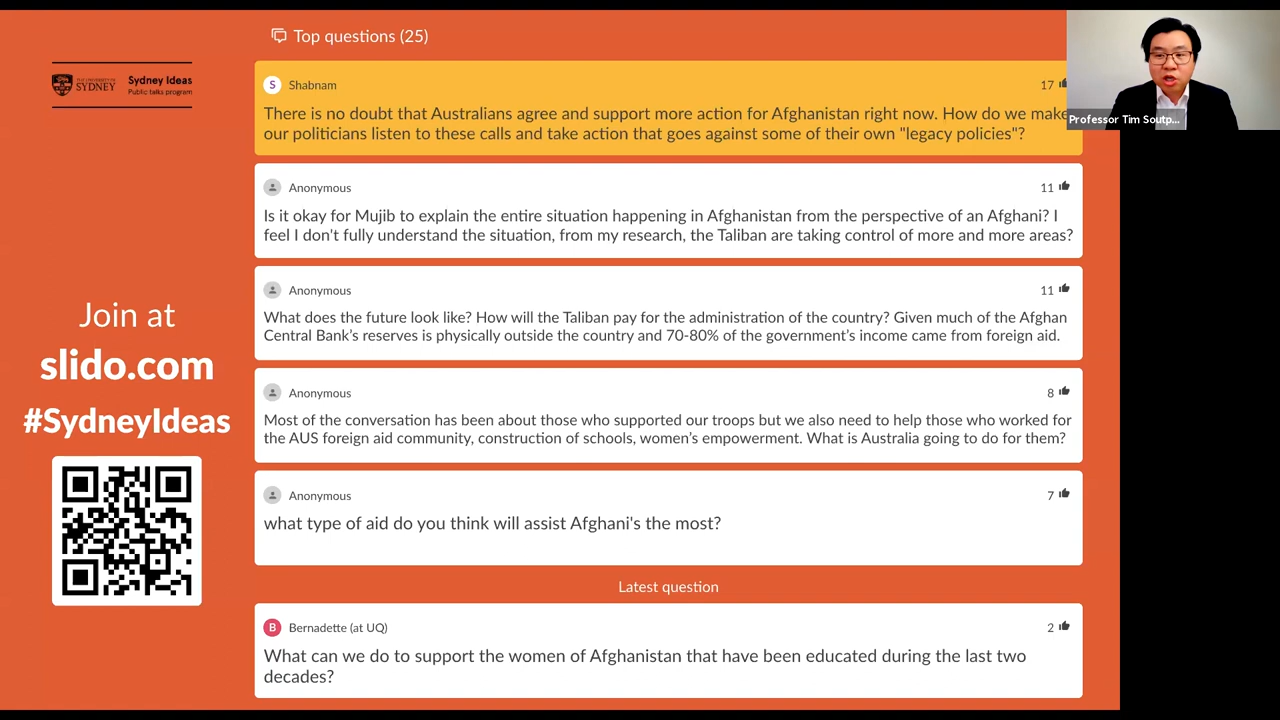 Top questions (25)
THE UNIVERSITY OF
SYDNEY
Sydney Ideas
Public talks program
Professor Tim Soutp...
S
Shabnam
17
There is no doubt that Australians agree and support more action for Afghanistan right now. How do we make
our politicians listen to these calls and take action that goes against some of their own "legacy policies"?
Anonymous
11
Is it okay for Mujib to explain the entire situation happening in Afghanistan from the perspective of an Afghani? I
feel I don't fully understand the situation, from my research, the Taliban are taking control of more and more areas?
Anonymous
11
What does the future look like? How will the Taliban pay for the administration of the country? Given much of the Afghan
Central Bank’s reserves is physically outside the country and 70-80% of the government’s income came from foreign aid.
Anonymous
8
Most of the conversation has been about those who supported our troops but we also need to help those who worked for
the AUS foreign aid community, construction of schools, women’s empowerment. What is Australia going to do for them?
Anonymous
7
what type of aid do you think will assist Afghani's the most?
Latest question
B
Bernadette (at UQ)
2
What can we do to support the women of Afghanistan that have been educated during the last two
decades?
Join at
slido.com
#SydneyIdeas